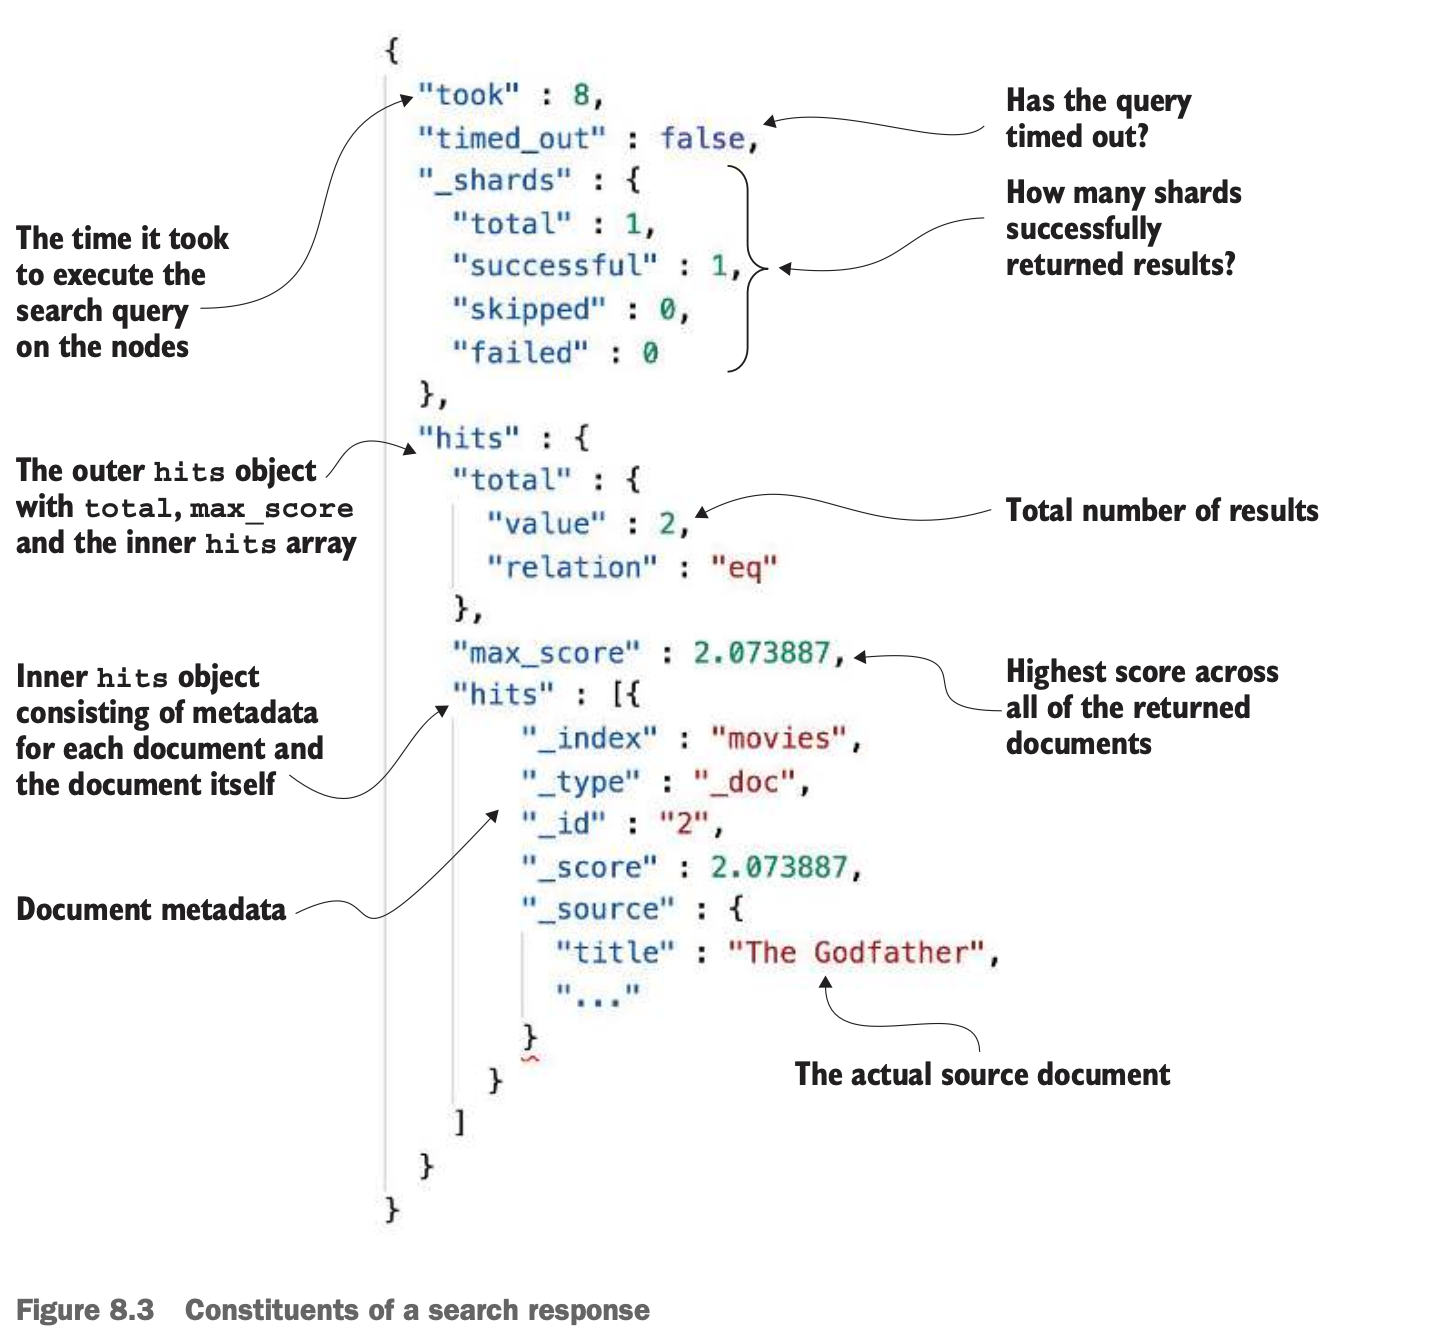 {
"took" : 8,
"timed_out" : false,
"_shards" : {
"total" : 1,
"successful" : 1,
"skipped" : 0,
"failed" : 0
},
"hits" : {
"total" : {
"value" : 2,
"relation" : "eq"
},
"max_score" : 2.073887,
"hits" : [{
"_index" : "movies",
"_type" : "_doc",
"_id" : "2",
"_score" : 2.073887,
"_source" : {
"title" : "The Godfather",
"..."
}
}
]
}
}
The time it took
to execute the
search query
on the nodes
The outer hits object
with total, max_score
and the inner hits array
Inner hits object
consisting of metadata
for each document and
the document itself
Document metadata
Has the query
timed out?
How many shards
successfully
returned results?
Total number of results
Highest score across
all of the returned
documents
The actual source document
Figure 8.3 Constituents of a search response